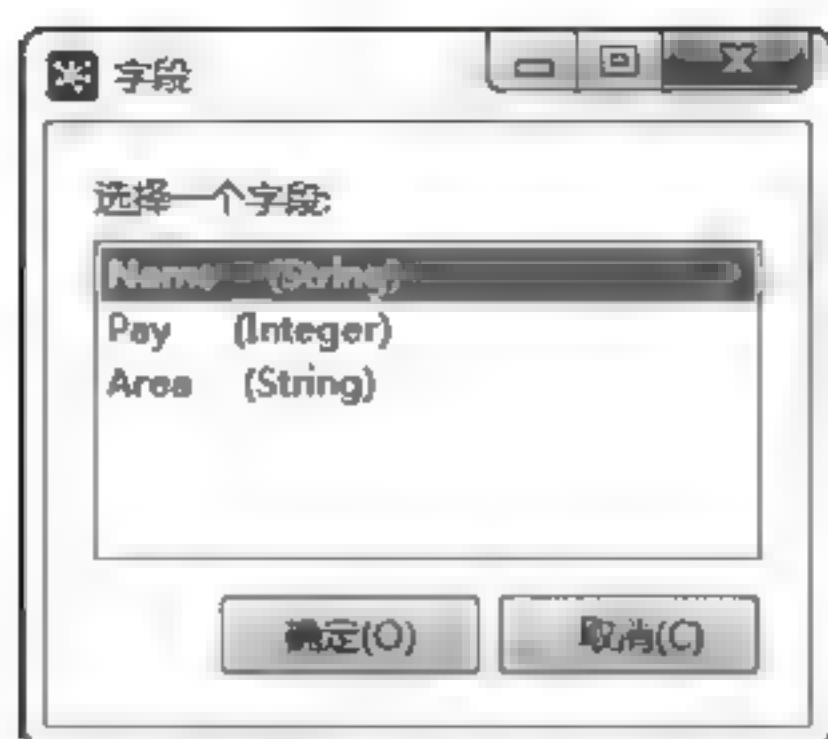 字段
选择一个字段:
Name (String)
Pay (Integer)
Area (String)
确定(O) 取消(C)